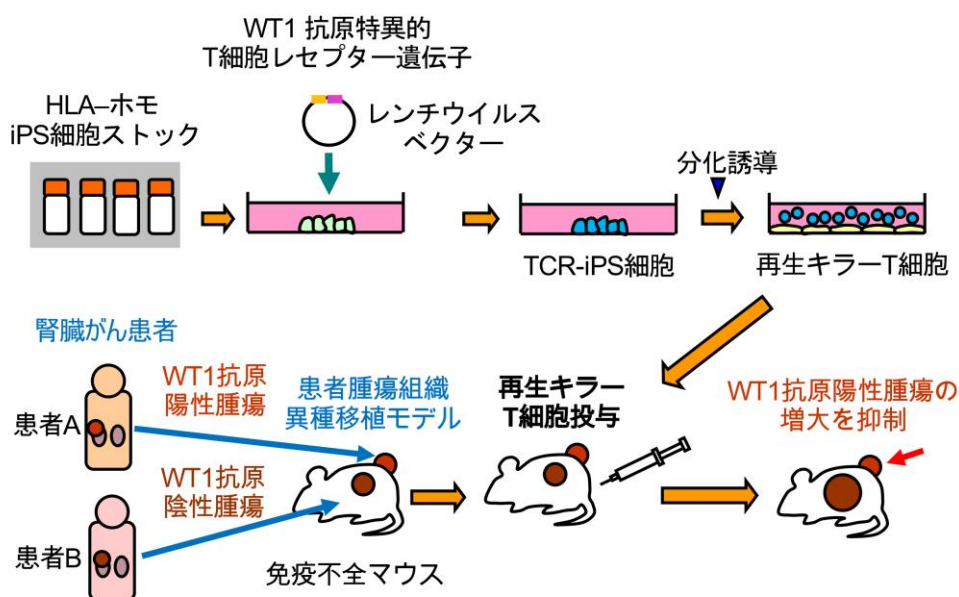 WT1 抗原特異的
T細胞レセプター遺伝子
HLA–ホモ
iPS細胞ストック
レンチウイルス
ベクター
分化誘導
TCR-iPS細胞
再生キラーT細胞
腎臓がん患者
WT1抗原
陽性腫瘍
患者腫瘍組織
異種移植モデル
再生キラー
T細胞投与
WT1抗原陽性腫瘍の
増大を抑制
患者A
WT1抗原
陰性腫瘍
患者B
免疫不全マウス